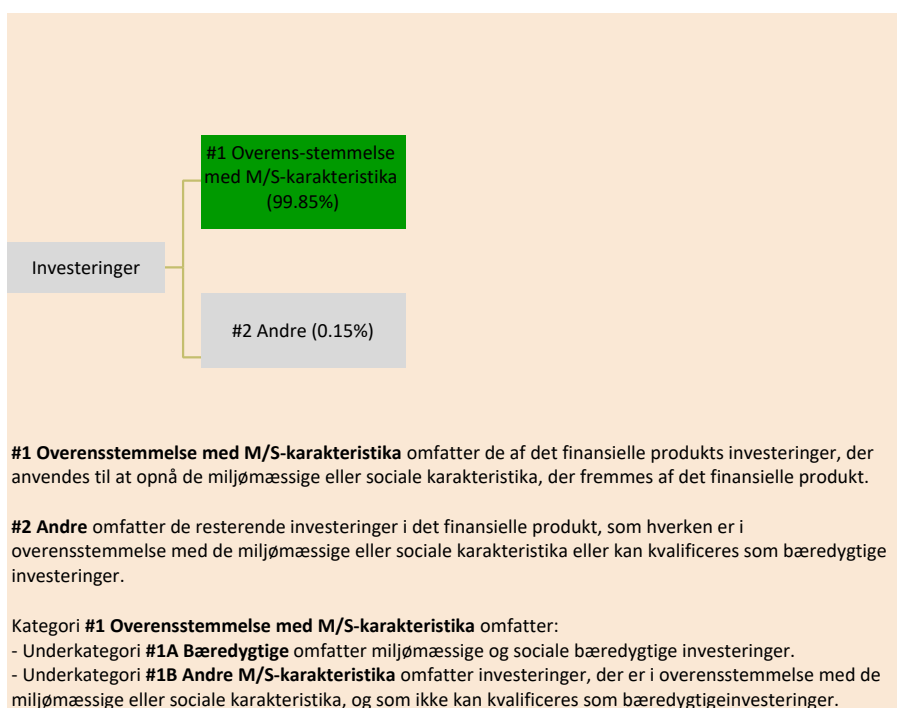 #1 Overens-stemmelse
med M/S-karakteristika
(99.85%)
Investeringer
#2 Andre (0.15%)
#1 Overensstemmelse med M/S-karakteristika omfatter de af det finansielle produkts investeringer, der
anvendes til at opnå de miljømæssige eller sociale karakteristika, der fremmes af det finansielle produkt.
#2 Andre omfatter de resterende investeringer i det finansielle produkt, som hverken er i
overensstemmelse med de miljømæssige eller sociale karakteristika eller kan kvalificeres som bæredygtige
investeringer.
Kategori #1 Overensstemmelse med M/S-karakteristika omfatter:
- Underkategori #1A Bæredygtige omfatter miljømæssige og sociale bæredygtige investeringer.
- Underkategori #1B Andre M/S-karakteristika omfatter investeringer, der er i overensstemmelse med de
miljømæssige eller sociale karakteristika, og som ikke kan kvalificeres som bæredygtigeinvesteringer.